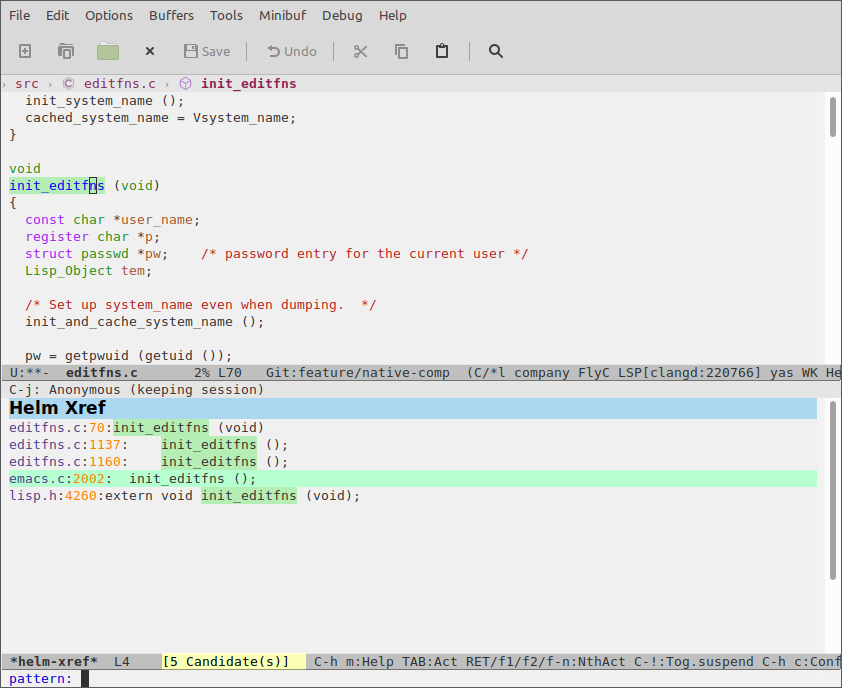 File Edit Options Buffers Tools Minibuf Debug Help
Save Undo
› src › C editfns.c › init_editfns
init_system_name ();
cached_system_name = Vsystem_name;
}
void
init_editfns (void)
{
const char *user_name;
register char *p;
struct passwd *pw; /* password entry for the current user */
Lisp_Object tem;
/* Set up system_name even when dumping. */
init_and_cache_system_name ();
pw = getpwuid (getuid ());
U:**- editfns.c 2% L70 Git:feature/native-comp (C/*l company FlyC LSP[clangd:220766] yas WK He
C-j: Anonymous (keeping session)
Helm Xref
editfns.c:70:init_editfns (void)
editfns.c:1137: init_editfns ();
editfns.c:1160: init_editfns ();
emacs.c:2002: init_editfns ();
lisp.h:4260:extern void init_editfns (void);
*helm-xref* L4 [5 Candidate(s)] C-h m:Help TAB:Act RET/f1/f2/f-n:NthAct C-!:Tog.suspend C-h c:Conf
pattern: